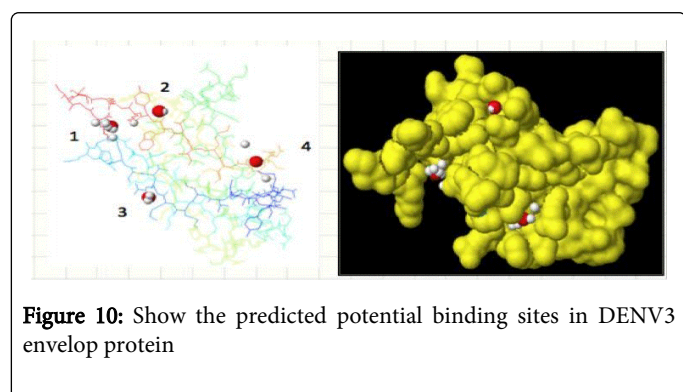 2
1
4
3
Figure 10: Show the predicted potential binding sites in DENV3
envelop protein